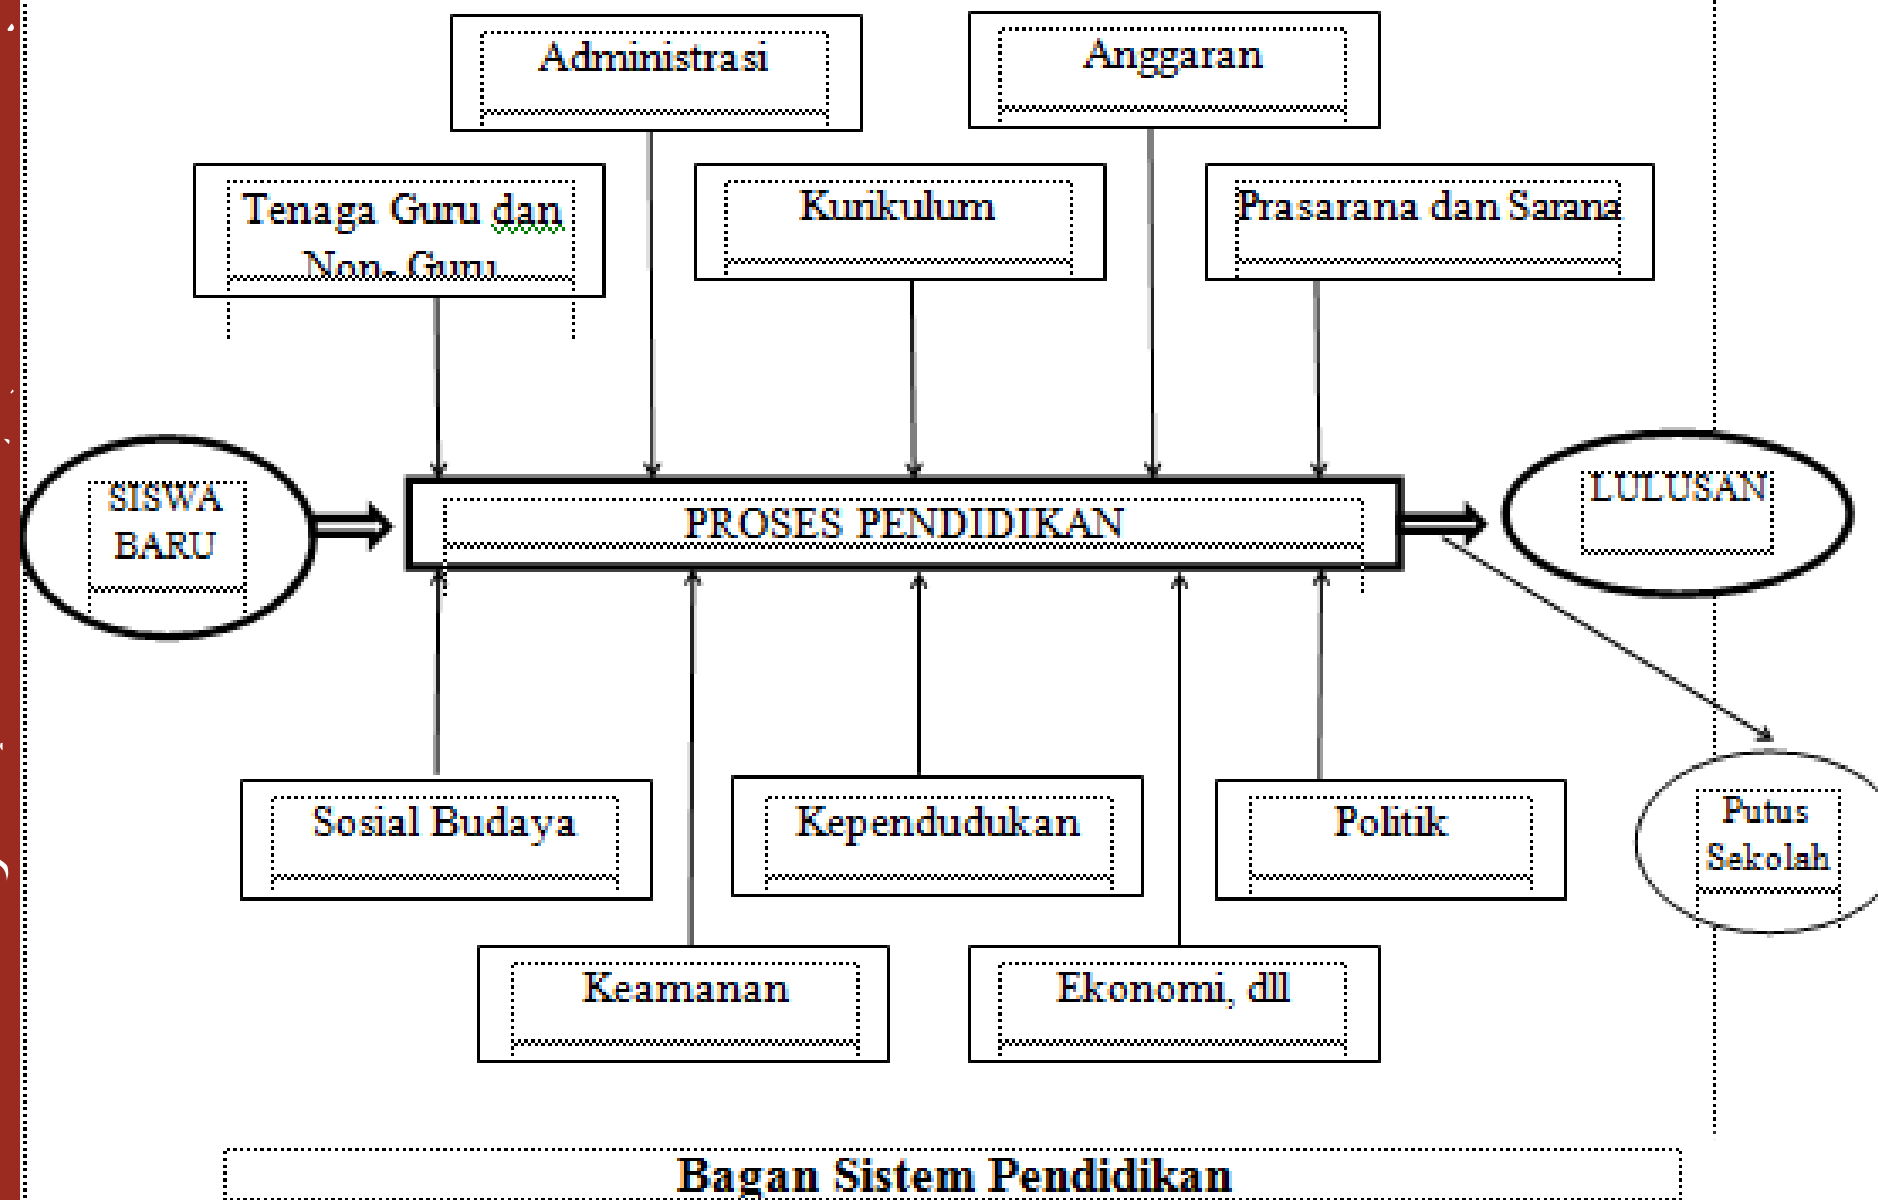 Administrasi
Anggaran
Tenaga Guru dan
Non- Guru
Kurikulum
Prasarana dan Sarana
SISWA
BARU
PROSES PENDIDIKAN
LULUSAN
Sosial Budaya
Kependudukan
Politik
Putus
Sekolah
Keamanan
Ekonomi, dll
Bagan Sistem Pendidikan